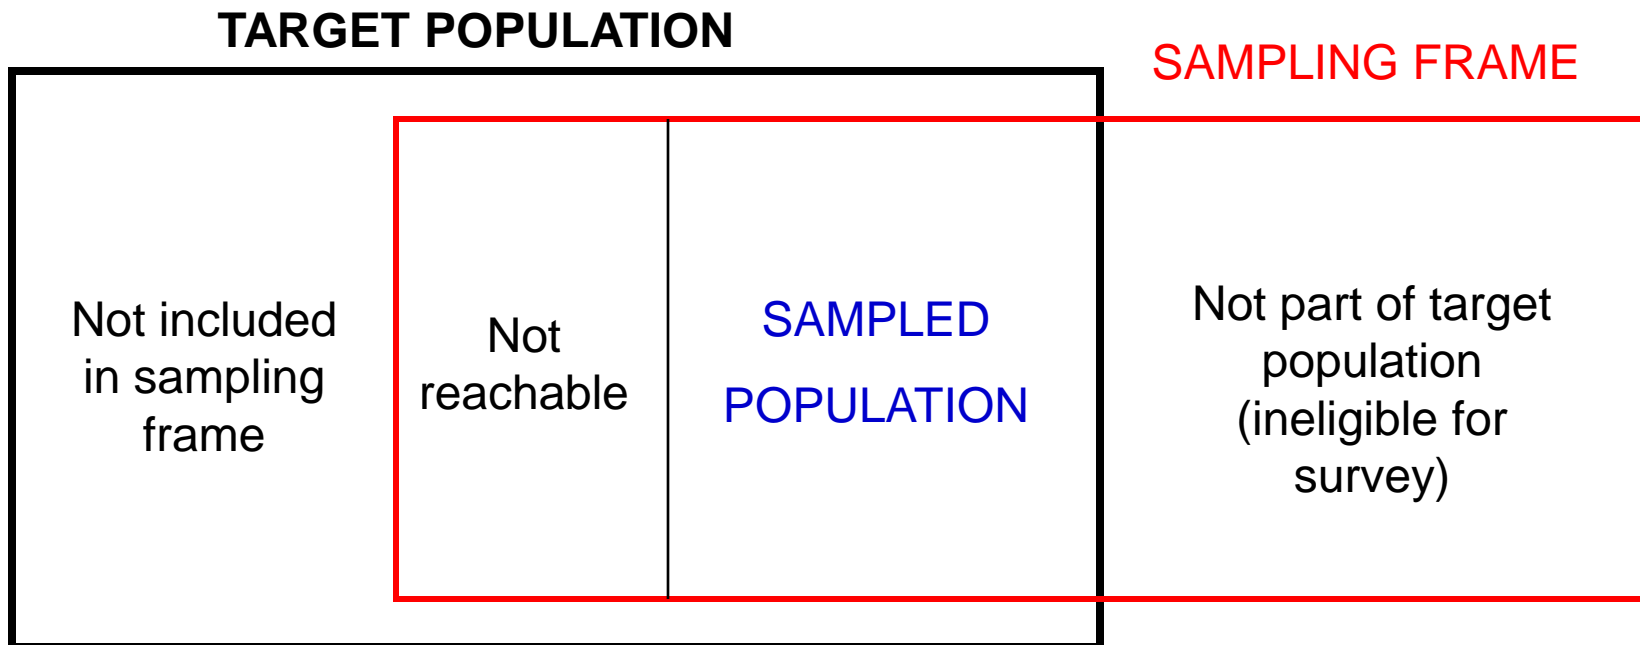 TARGET POPULATION
SAMPLING FRAME
Not included
in sampling
frame
Not
reachable
SAMPLED
POPULATION
Not part of target
population
(ineligible for
survey)